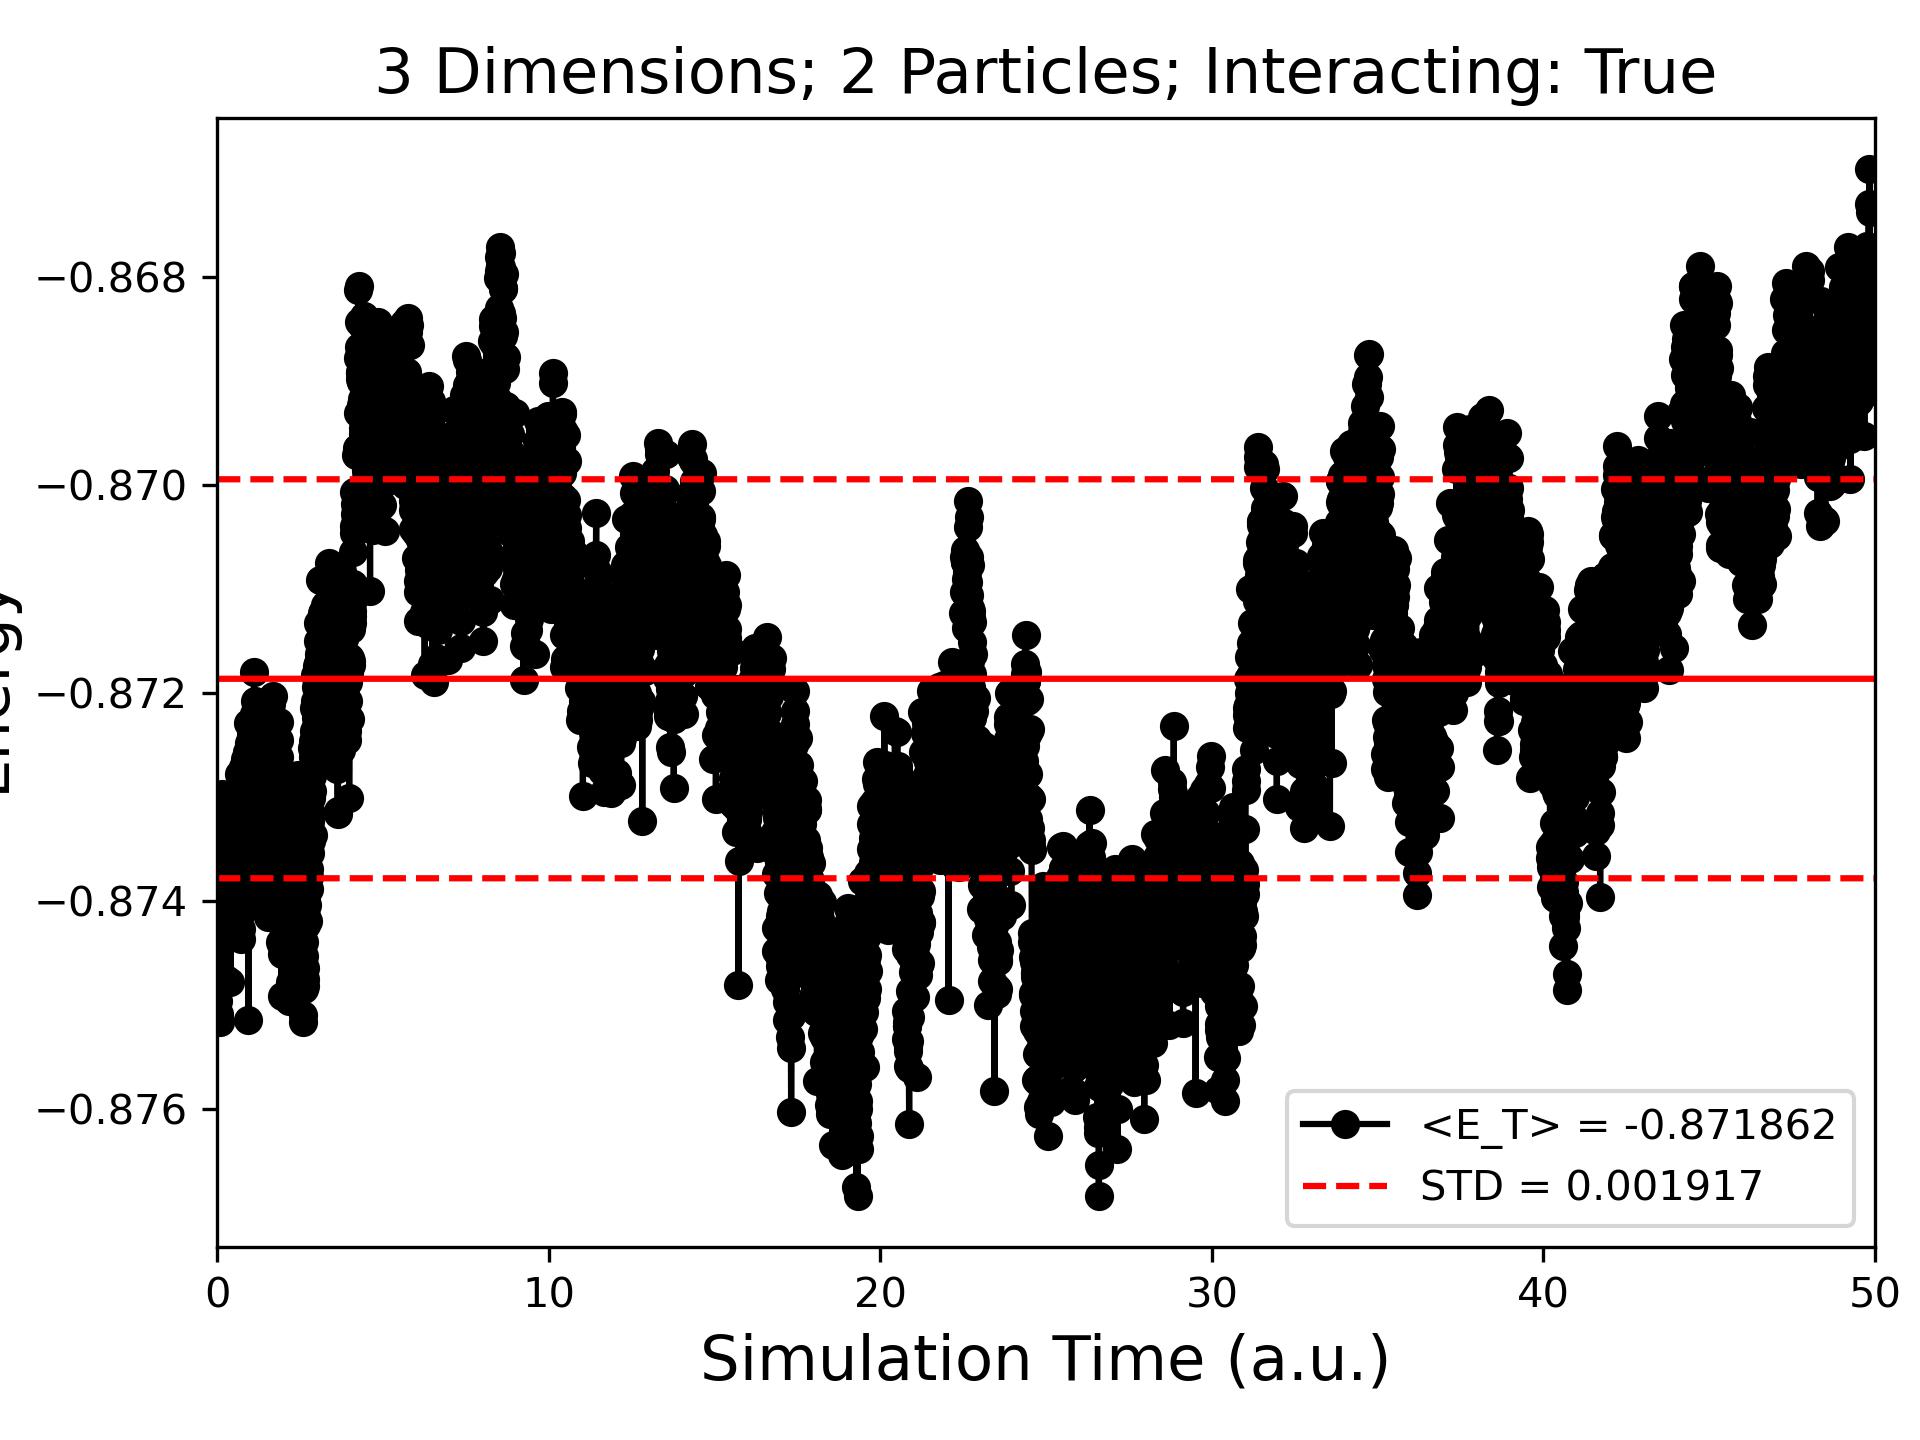 3 Dimensions; 2 Particles; Interacting: True
Energy
−0.868
−0.870
−0.872
−0.874
−0.876
0 10 20 30 40 50
Simulation Time (a.u.)
<E_T> = -0.871862
STD = 0.001917